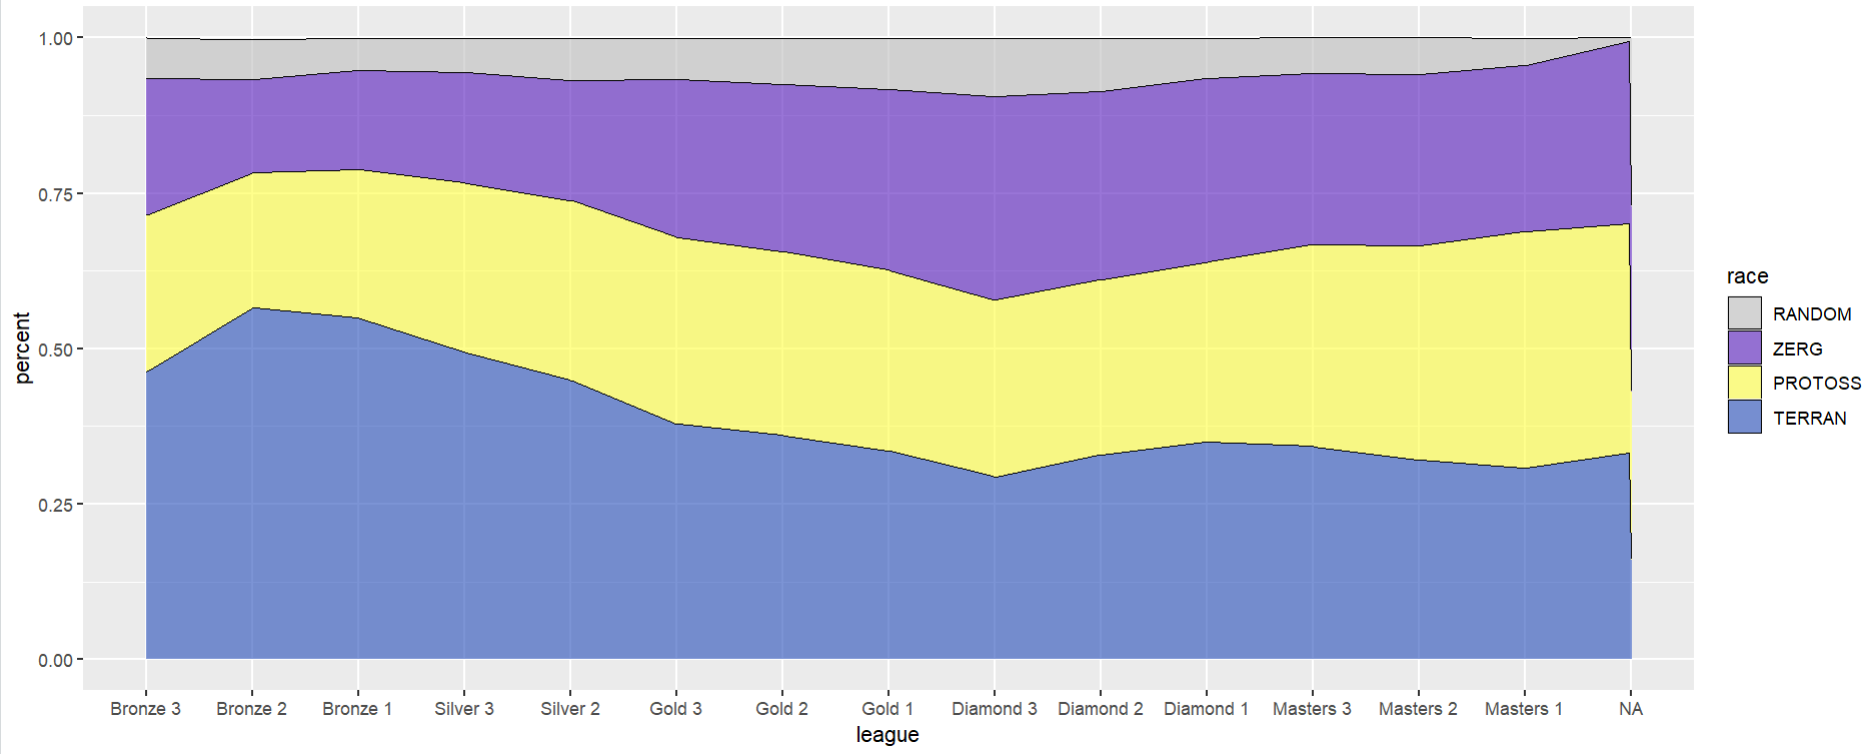 1.00
0.75
0.50
0.25
0.00
percent
Bronze 3 Bronze 2 Bronze 1 Silver 3 Silver 2 Gold 3 Gold 2 Gold 1 Diamond 3 Diamond 2 Diamond 1 Masters 3 Masters 2 Masters 1 NA
league
race
RANDOM
ZERG
PROTOSS
TERRAN